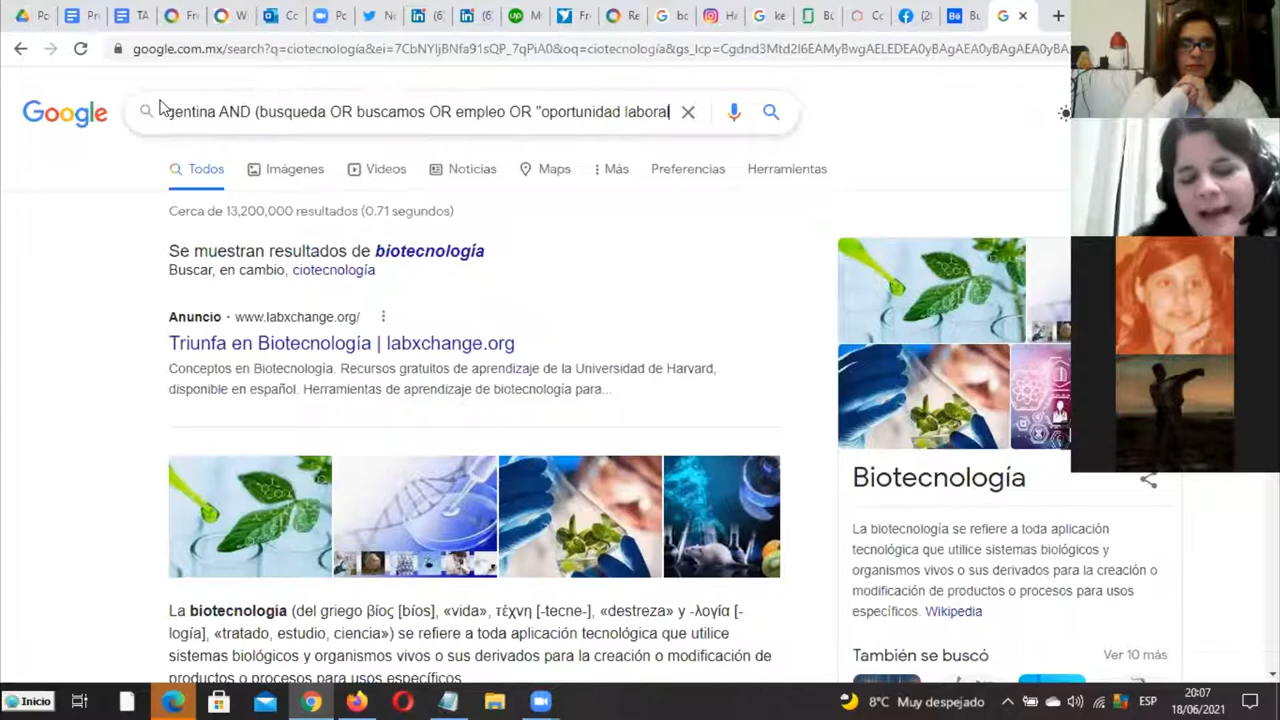 google.com.mx/search?q=ciotecnología&ei=7CbNYIjBNfa91sQP_7qPiA0&oq=ciotecnología&gs_lcp=Cgdnd3Mtd2l6EAMyBwgAELEDEA0yBAgAEA0yBAgAEA0yBA
Google
gentina AND (busqueda OR buscamos OR empleo OR "oportunidad laboral
Todos Imágenes Videos Noticias Maps Más Preferencias Herramientas
Cerca de 13,200,000 resultados (0.71 segundos)
Se muestran resultados de biotecnología
Buscar, en cambio, ciotecnología
Anuncio · www.labxchange.org/
Triunfa en Biotecnología | labxchange.org
Conceptos en Biotecnología. Recursos gratuitos de aprendizaje de la Universidad de Harvard,
disponible en español. Herramientas de aprendizaje de biotecnología para...
La biotecnología (del griego βίος [bíos], «vida», τέχνη [-tecne-], «destreza» y -λογία [-
logía], «tratado, estudio, ciencia») se refiere a toda aplicación tecnológica que utilice
sistemas biológicos y organismos vivos o sus derivados para la creación o modificación de
productos o procesos para usos específicos
Biotecnología
La biotecnología se refiere a toda aplicación
tecnológica que utilice sistemas biológicos y
organismos vivos o sus derivados para la creación o
modificación de productos o procesos para usos
específicos. Wikipedia
También se buscó Ver 10 más
Inicio
8°C Muy despejado
ESP
20:07
18/06/2021